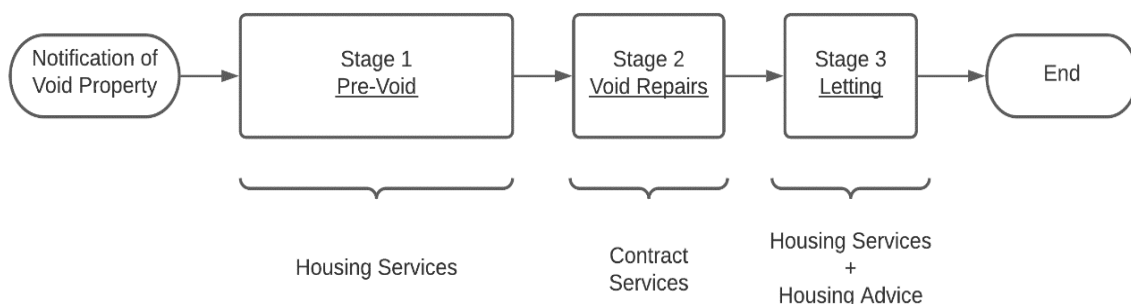 Notification of
Void Property
Stage 1
Pre-Void
Stage 2
Void Repairs
Stage 3
Letting
End
Housing Services
Contract
Services
Housing Services
+
Housing Advice